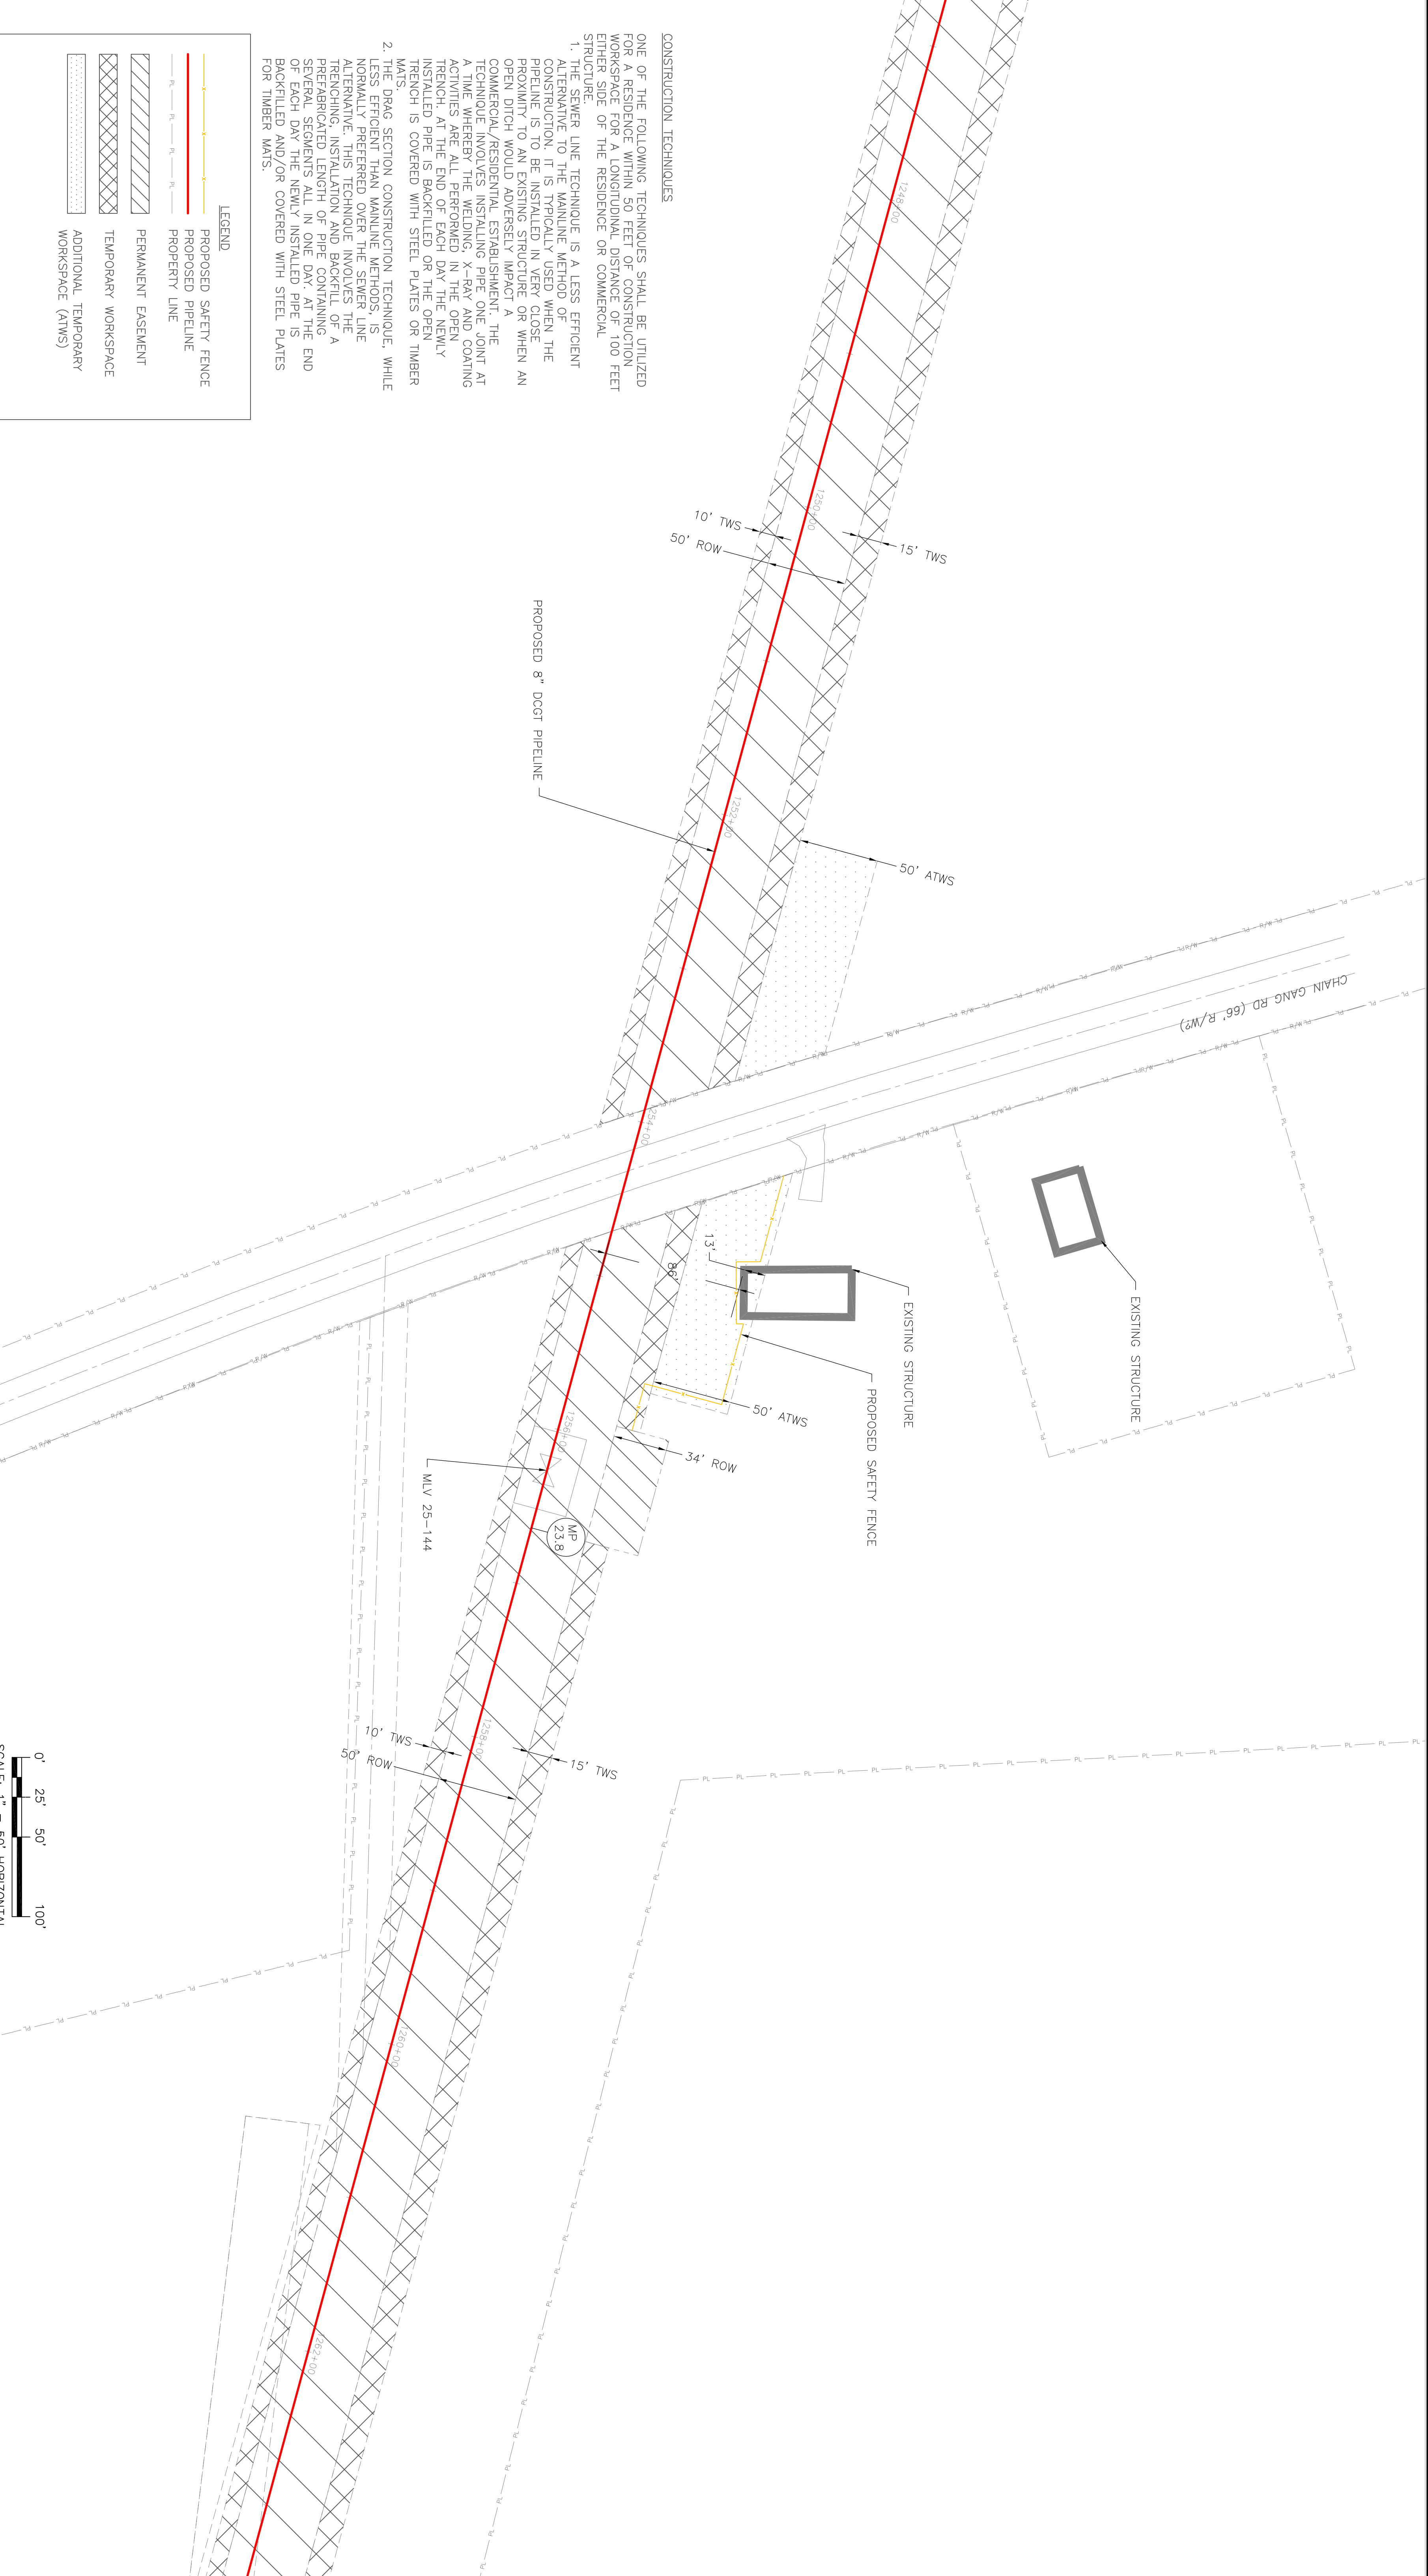 CONSTRUCTION TECHNIQUES
ONE OF THE FOLLOWING TECHNIQUES SHALL BE UTILIZED
FOR A RESIDENCE WITHIN 50 FEET OF CONSTRUCTION
WORKSPACE FOR A LONGITUDINAL DISTANCE OF 100 FEET
EITHER SIDE OF THE RESIDENCE OR COMMERCIAL
STRUCTURE.
1. THE SEWER LINE TECHNIQUE IS A LESS EFFICIENT
ALTERNATIVE TO THE MAINLINE METHOD OF
CONSTRUCTION. IT IS TYPICALLY USED WHEN THE
PIPELINE IS TO BE INSTALLED IN VERY CLOSE
PROXIMITY TO AN EXISTING STRUCTURE OR WHEN AN
OPEN DITCH WOULD ADVERSELY IMPACT A
COMMERCIAL/RESIDENTIAL ESTABLISHMENT. THE
TECHNIQUE INVOLVES INSTALLING PIPE ONE JOINT AT
A TIME WHEREBY THE WELDING, X-RAY AND COATING
ACTIVITIES ARE ALL PERFORMED IN THE OPEN
TRENCH. AT THE END OF EACH DAY THE NEWLY
INSTALLED PIPE IS BACKFILLED OR THE OPEN
TRENCH IS COVERED WITH STEEL PLATES OR TIMBER
MATS.
2. THE DRAG SECTION CONSTRUCTION TECHNIQUE, WHILE
LESS EFFICIENT THAN MAINLINE METHODS, IS
NORMALLY PREFERRED OVER THE SEWER LINE
ALTERNATIVE. THIS TECHNIQUE INVOLVES THE
TRENCHING, INSTALLATION AND BACKFILL OF A
PREFABRICATED LENGTH OF PIPE CONTAINING
SEVERAL SEGMENTS ALL IN ONE DAY. AT THE END
OF EACH DAY THE NEWLY INSTALLED PIPE IS
BACKFILLED AND/OR COVERED WITH STEEL PLATES
FOR TIMBER MATS.
LEGEND
PROPOSED SAFETY FENCE
PROPOSED PIPELINE
PL PL PL PL
PROPERTY LINE
PERMANENT EASEMENT
TEMPORARY WORKSPACE
ADDITIONAL TEMPORARY
WORKSPACE (ATWS)
1248+00
1250+00
10' TWS
50' ROW
15' TWS
PROPOSED 8" DCGT PIPELINE
1252+00
50' ATWS
CHAIN GANG RD (66' R/W?)
1254+00
13'
86'
EXISTING STRUCTURE
EXISTING STRUCTURE
PROPOSED SAFETY FENCE
50' ATWS
34' ROW
1256+00
MLV 25-144
MP
23.8
10' TWS
50' ROW
1258+00
15' TWS
1260+00
1262+00
0' 25' 50' 100'
SCALE: 1" = 50' HORIZONTAL